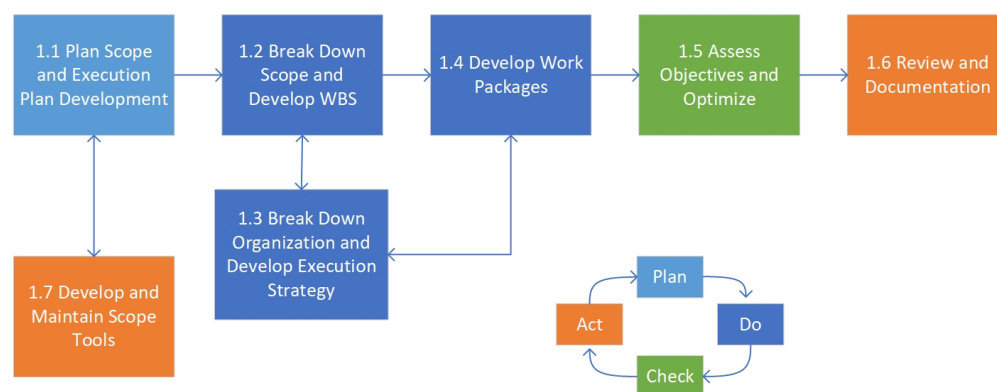 1.1 Plan Scope
and Execution
Plan Development
1.2 Break Down
Scope and
Develop WBS
1.4 Develop Work
Packages
1.5 Assess
Objectives and
Optimize
1.6 Review and
Documentation
1.3 Break Down
Organization and
Develop Execution
Strategy
1.7 Develop and
Maintain Scope
Tools
Plan
Act
Do
Check